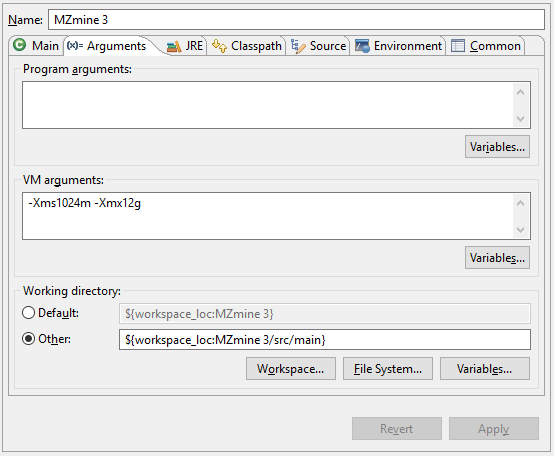 Name: MZmine 3
Main (x)= Arguments JRE Classpath Source Environment Common
Program arguments:
Variables...
VM arguments:
-Xms1024m -Xmx12g
Variables...
Working directory:
Default: ${workspace_loc:MZmine 3}
Other: ${workspace_loc:MZmine 3/src/main}
Workspace... File System... Variables...
Revert Apply